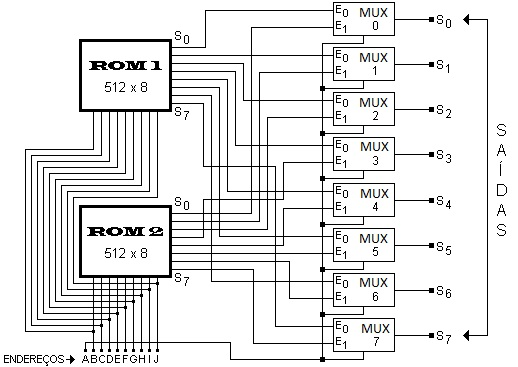 E0 MUX 0
E1
S0
E0 MUX 1
E1
S1
E0 MUX 2
E1
S2
E0 MUX 3
E1
S3
E0 MUX 4
E1
S4
E0 MUX 5
E1
S5
E0 MUX 6
E1
S6
E0 MUX 7
E1
S7
S0
ROM 1
512 x 8
S7
S0
ROM 2
512 x 8
S7
SAÍDAS
ENDEREÇOS ABCDEFGHIJ